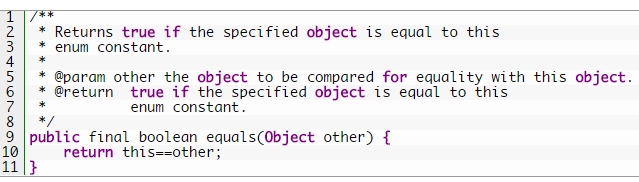 1 /**
2  * Returns true if the specified object is equal to this
3  * enum constant.
4  *
5  * @param other the object to be compared for equality with this object.
6  * @return  true if the specified object is equal to this
7  *          enum constant.
8  */
9 public final boolean equals(Object other) {
10     return this==other;
11 }